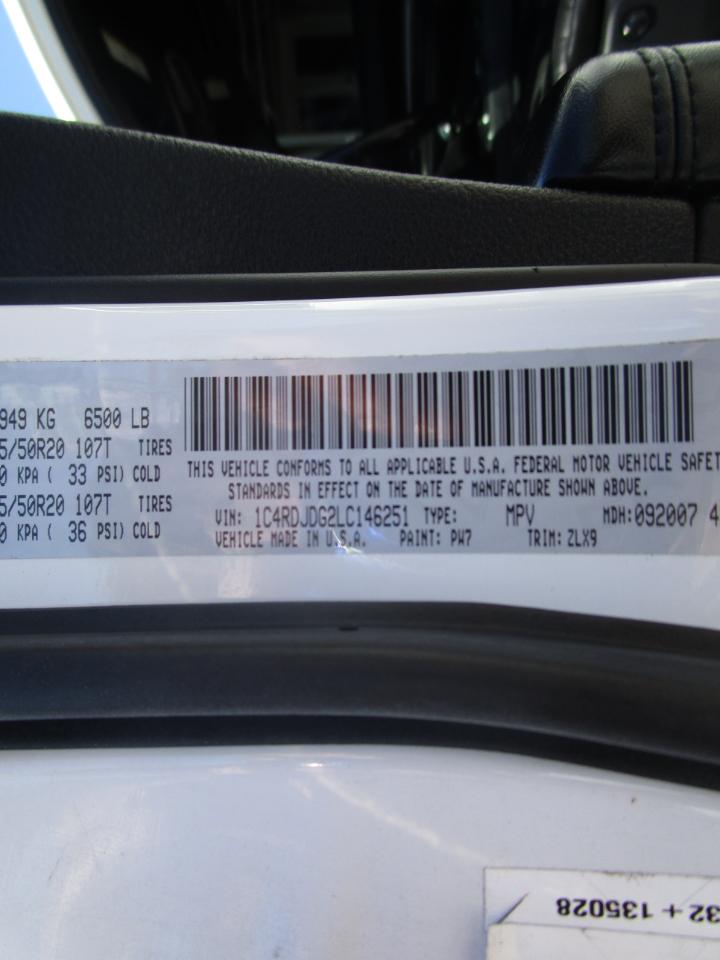 949 KG 6500 LB
5/50R20 107T TIRES
0 KPA ( 33 PSI) COLD
5/50R20 107T TIRES
0 KPA ( 36 PSI) COLD
THIS VEHICLE CONFORMS TO ALL APPLICABLE U.S.A. FEDERAL MOTOR VEHICLE SAFET
STANDARDS IN EFFECT ON THE DATE OF MANUFACTURE SHOWN ABOVE.
VIN: 1C4RDJDG2LC146251 TYPE: MPV MDH:092007 4
VEHICLE MADE IN U.S.A. PAINT: PW7 TRIM: ZLX9
32 + 135028